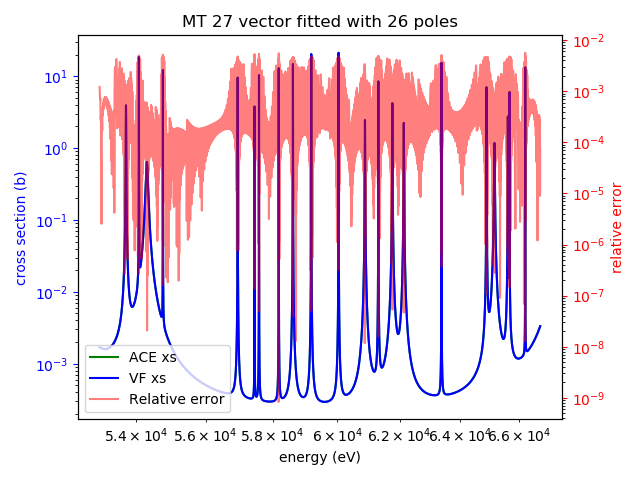 MT 27 vector fitted with 26 poles
cross section (b)
10¹
10⁰
10⁻¹
10⁻²
10⁻³
10⁻²
10⁻³
10⁻⁴
10⁻⁵
10⁻⁶
10⁻⁷
10⁻⁸
10⁻⁹
relative error
ACE xs
VF xs
Relative error
5.4 × 10⁴ 5.6 × 10⁴ 5.8 × 10⁴ 6 × 10⁴ 6.2 × 10⁴ 6.4 × 10⁴ 6.6 × 10⁴
energy (eV)